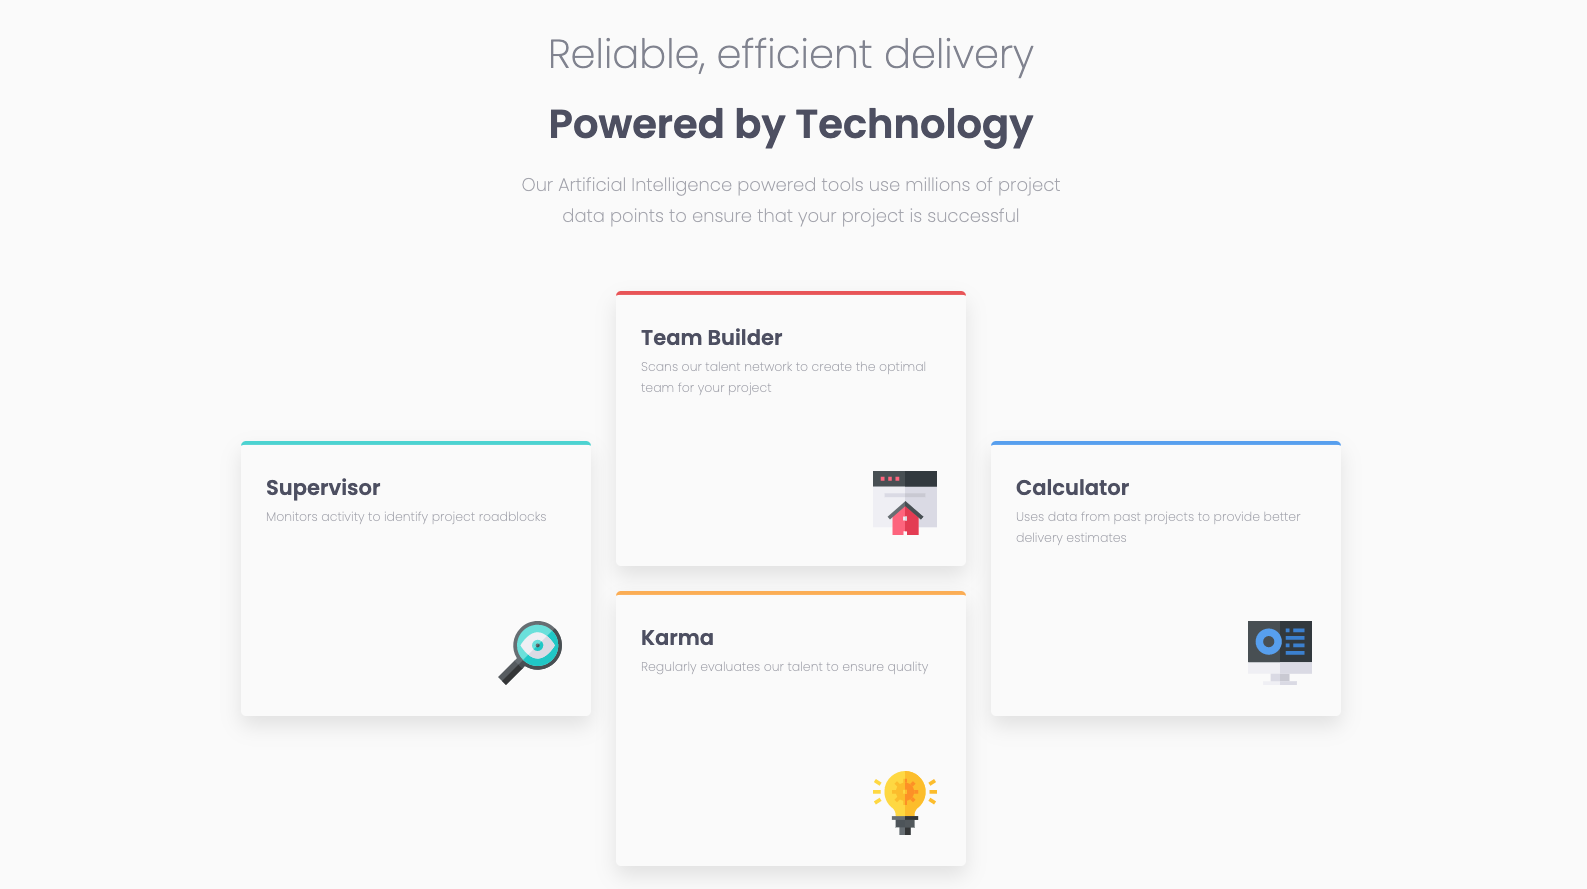 Reliable, efficient delivery
Powered by Technology
Our Artificial Intelligence powered tools use millions of project
data points to ensure that your project is successful
Team Builder
Scans our talent network to create the optimal
team for your project
Supervisor
Monitors activity to identify project roadblocks
Calculator
Uses data from past projects to provide better
delivery estimates
Karma
Regularly evaluates our talent to ensure quality